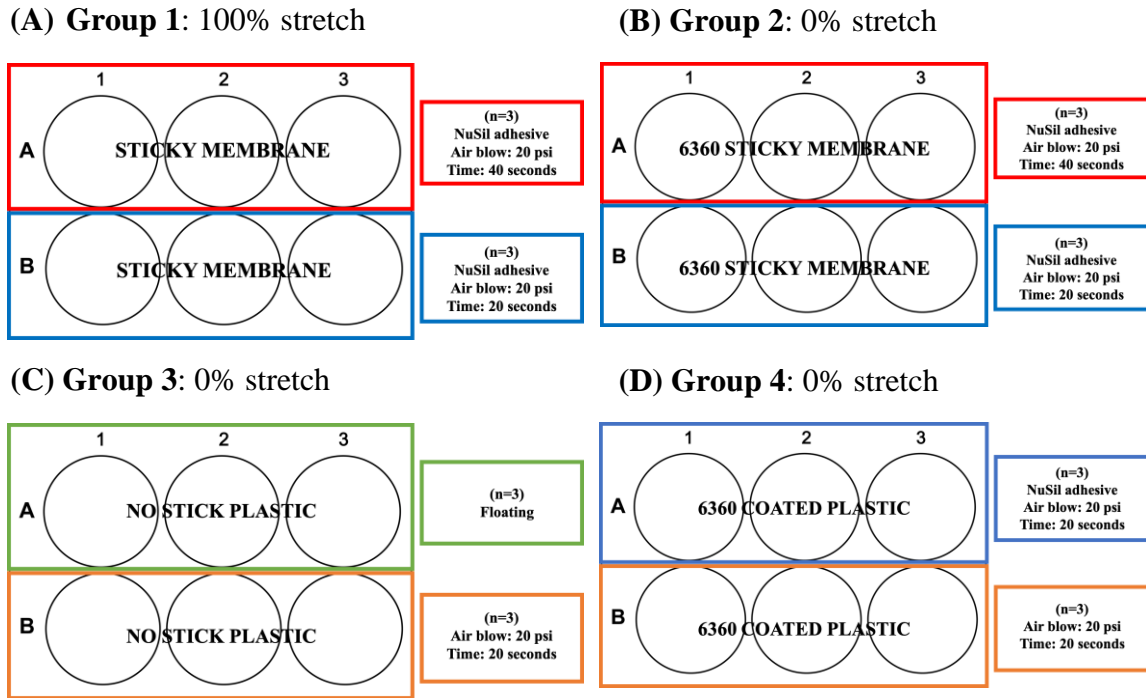 (A) Group 1: 100% stretch
1 2 3
A STICKY MEMBRANE
(n=3)
NuSil adhesive
Air blow: 20 psi
Time: 40 seconds
B STICKY MEMBRANE
(n=3)
NuSil adhesive
Air blow: 20 psi
Time: 20 seconds
(B) Group 2: 0% stretch
1 2 3
A 6360 STICKY MEMBRANE
(n=3)
NuSil adhesive
Air blow: 20 psi
Time: 40 seconds
B 6360 STICKY MEMBRANE
(n=3)
NuSil adhesive
Air blow: 20 psi
Time: 20 seconds
(C) Group 3: 0% stretch
1 2 3
A NO STICK PLASTIC
(n=3)
Floating
B NO STICK PLASTIC
(n=3)
Air blow: 20 psi
Time: 20 seconds
(D) Group 4: 0% stretch
1 2 3
A 6360 COATED PLASTIC
(n=3)
NuSil adhesive
Air blow: 20 psi
Time: 20 seconds
B 6360 COATED PLASTIC
(n=3)
Air blow: 20 psi
Time: 20 seconds